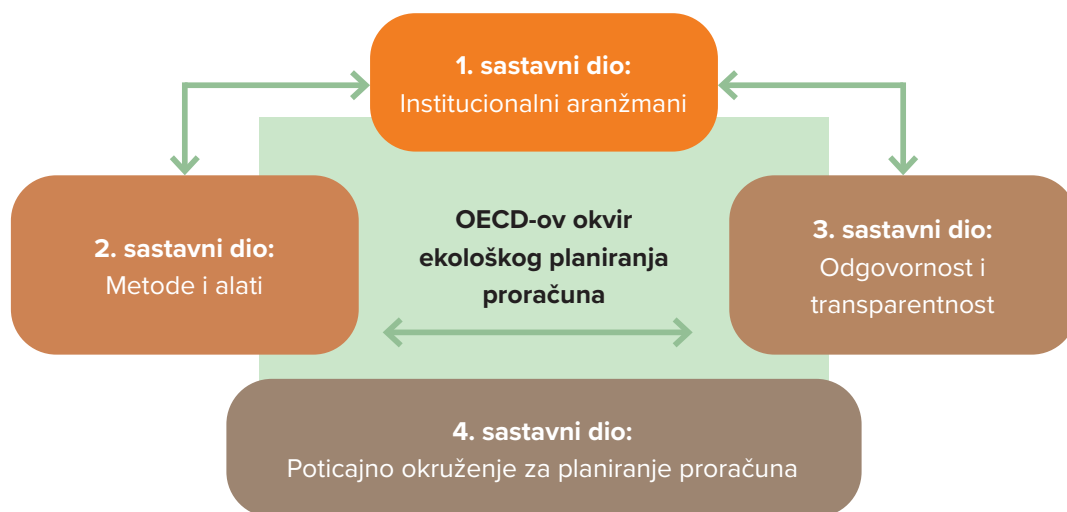 1. sastavni dio:
Institucionalni aranžmani
2. sastavni dio:
Metode i alati
OECD-ov okvir
ekološkog planiranja
proračuna
3. sastavni dio:
Odgovornost i
transparentnost
4. sastavni dio:
Poticajno okruženje za planiranje proračuna